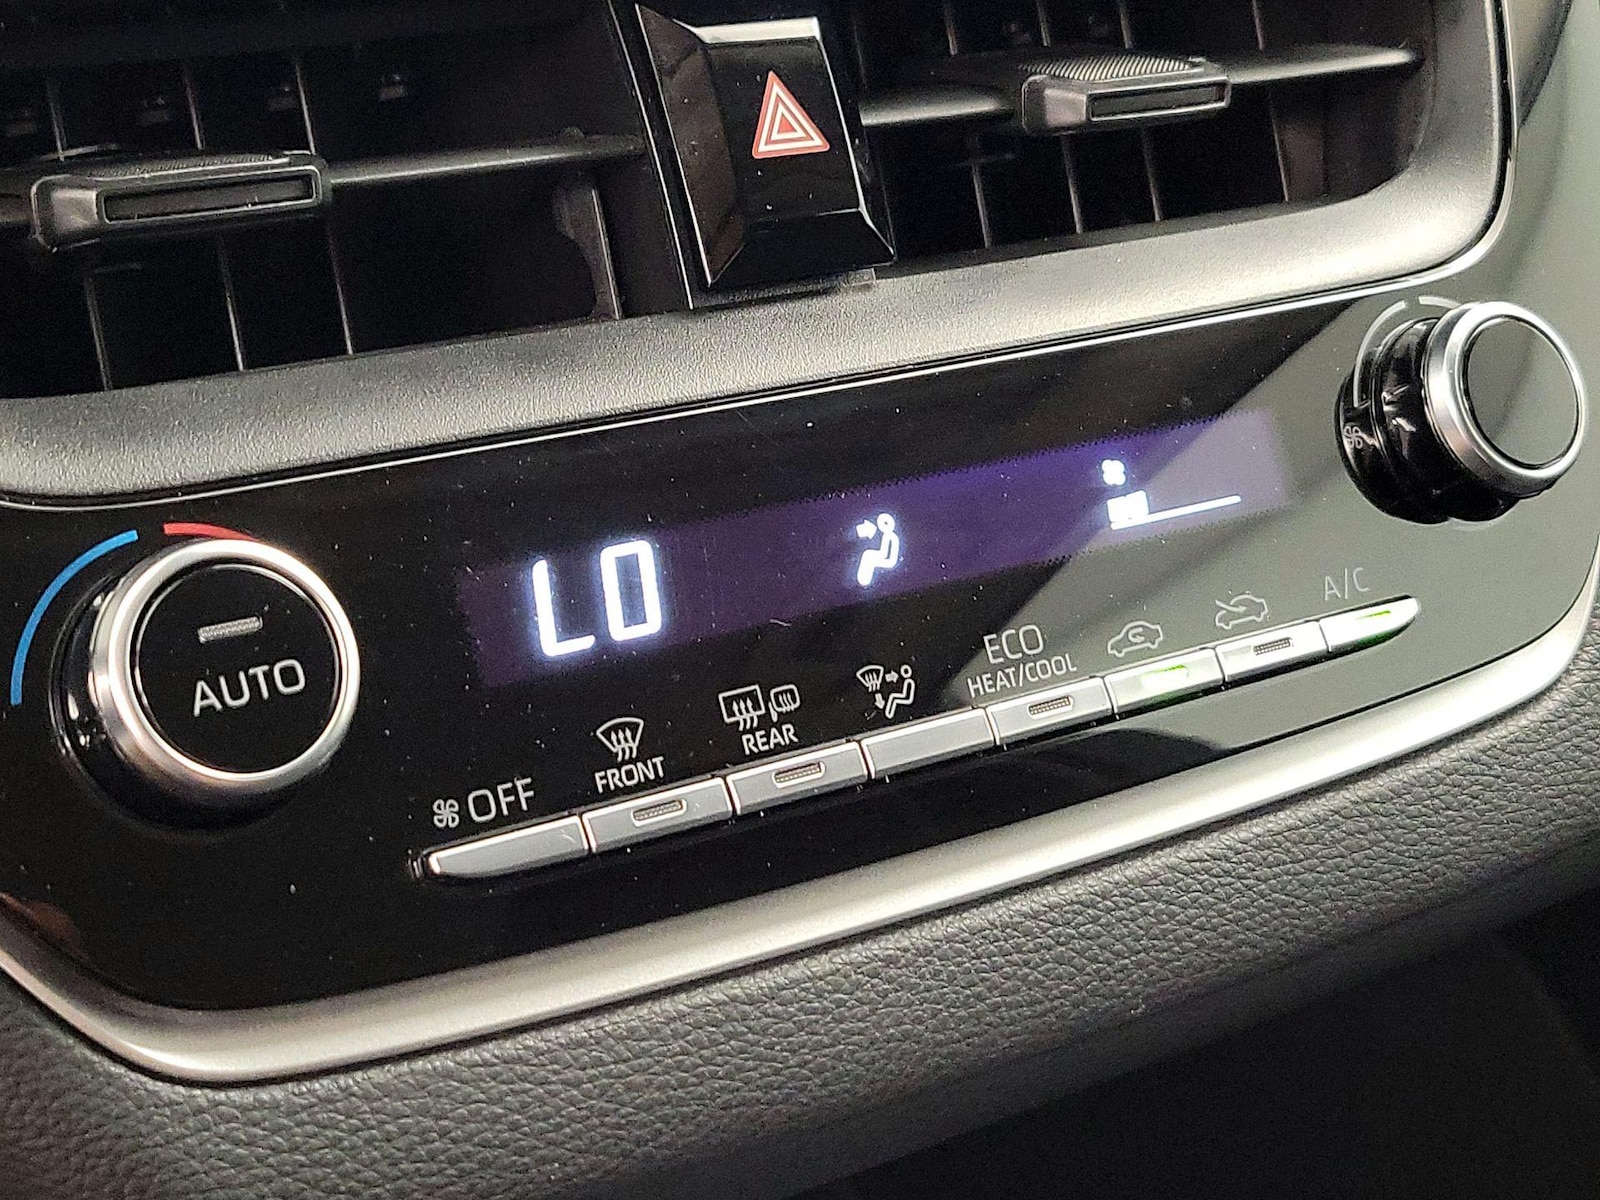 LO
AUTO
OFF
FRONT
REAR
ECO
HEAT/COOL
A/C